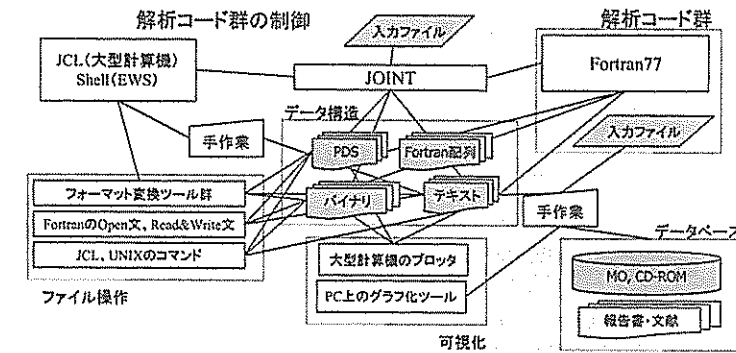 解析コード群の制御
入力ファイル
解析コード群
JCL(大型計算機)
Shell(EWS)
JOINT
Fortran77
データ構造
手作業
PDS
Fortran配列
入力ファイル
フォーマット変換ツール群
バイナリ
テキスト
手作業
FortranのOpen文、Read&Write文
データベース
JCL、UNIXのコマンド
大型計算機のプロッタ
MO, CD-ROM
ファイル操作
PC上のグラフ化ツール
報告書・文献
可視化